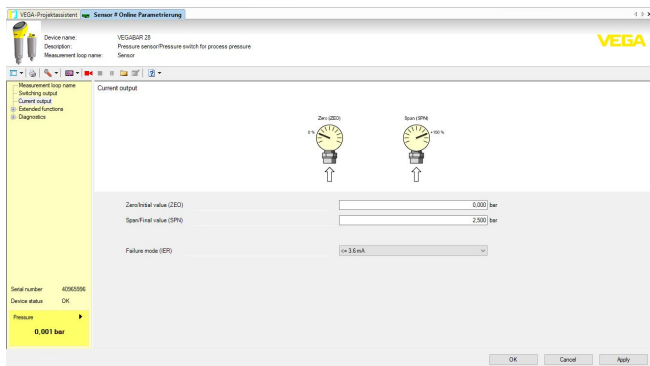 VEGA-Projektassistent
Sensor # Online Parametrierung
Device name: VEGABAR 28
Description: Pressure sensor/Pressure switch for process pressure
Measurement loop name: Sensor
VEGA
Measurement loop name
Switching output
Current output
Extended functions
Diagnostics
Current output
Zero (ZEO)
Span (SPN)
0 %
+100 %
Zero/Initial value (ZEO) 0,000 bar
Span/Final value (SPN) 2,500 bar
Failure mode (IER) <= 3.6 mA
Serial number 40965996
Device status OK
Pressure
0,001 bar
OK Cancel Apply